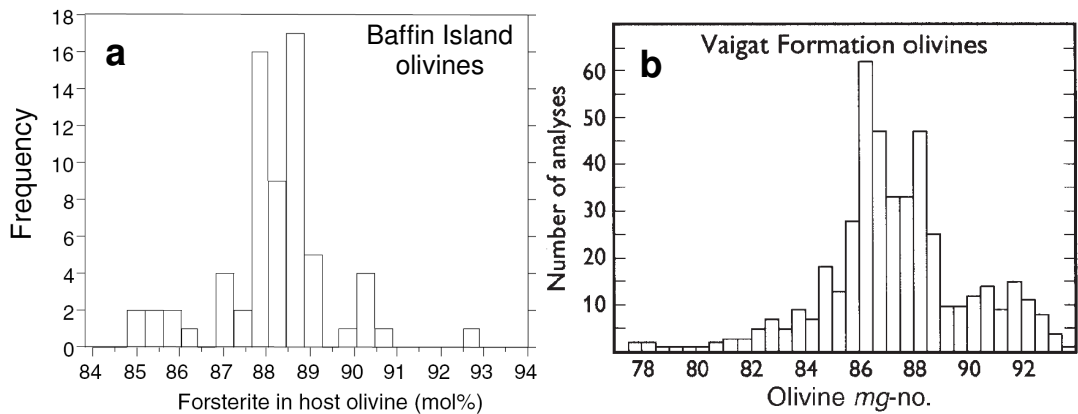 a
Baffin Island
olivines
Frequency
18
16
14
12
10
8
6
4
2
0
84 85 86 87 88 89 90 91 92 93 94
Forsterite in host olivine (mol%)
b
Vaigat Formation olivines
Number of analyses
60
50
40
30
20
10
78 80 82 84 86 88 90 92
Olivine mg-no.